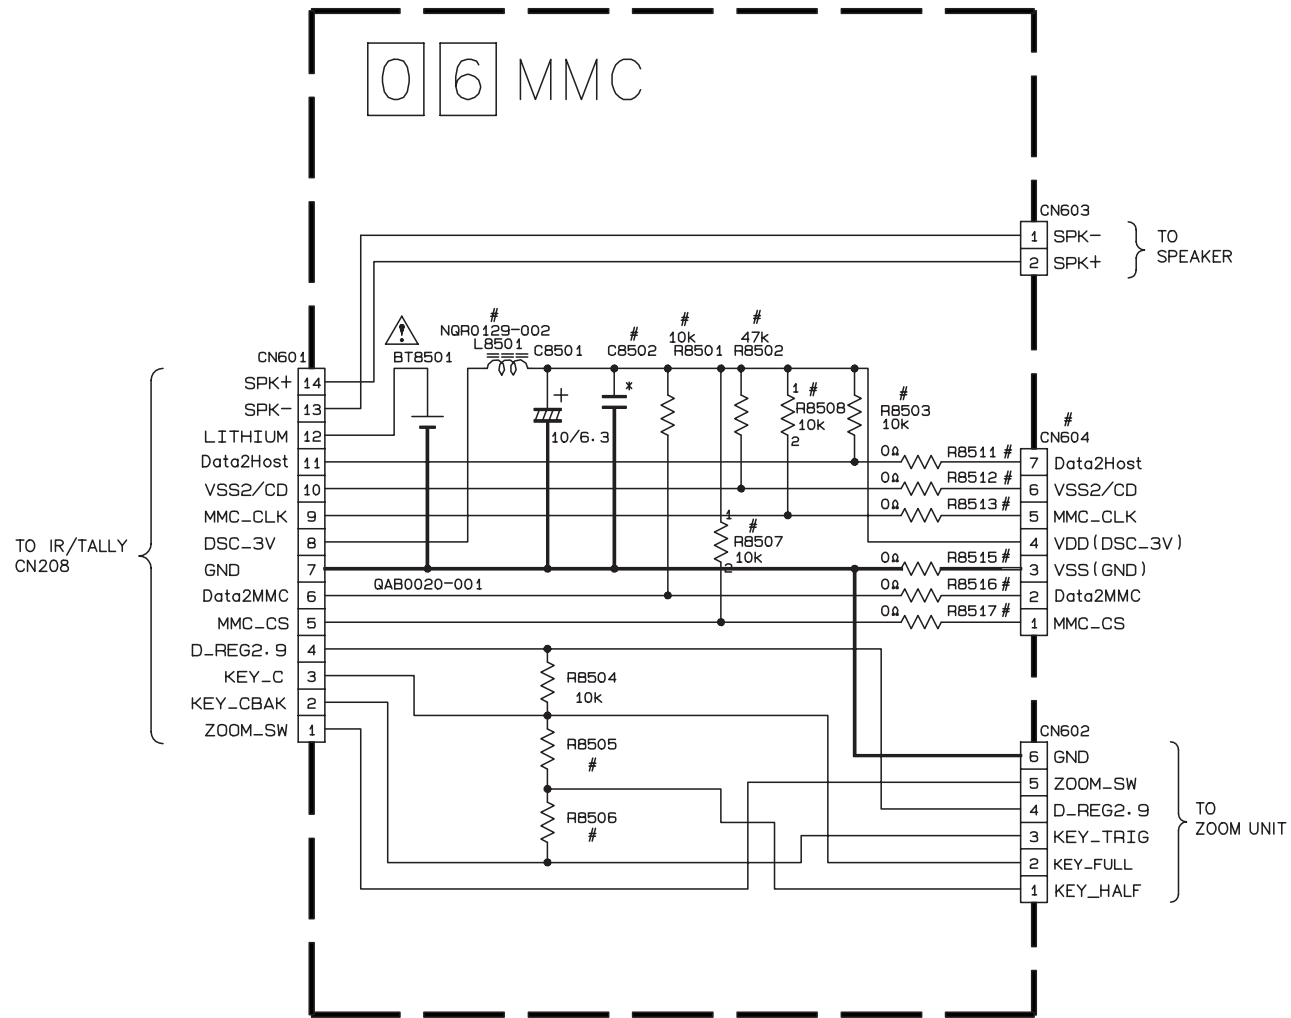 06 MMC
CN603
1 SPK-
2 SPK+
TO
SPEAKER
#
NQR0129-002
L8501
C8501
#
C8502
#
10k
R8501
#
47k
R8502
BT8501
CN601
SPK+ 14
SPK- 13
LITHIUM 12
Data2Host 11
VSS2/CD 10
MMC_CLK 9
DSC_3V 8
GND 7
Data2MMC 6
MMC_CS 5
D_REG2.9 4
KEY_C 3
KEY_CBAK 2
ZOOM_SW 1
TO IR/TALLY
CN208
!
+
10/6.3
*
1 #
R8508
10k
2
#
R8503
10k
1
#
R8507
10k
2
QAB0020-001
0Ω R8511 #
0Ω R8512 #
0Ω R8513 #
0Ω R8515 #
0Ω R8516 #
0Ω R8517 #
#
CN604
7 Data2Host
6 VSS2/CD
5 MMC_CLK
4 VDD(DSC_3V)
3 VSS(GND)
2 Data2MMC
1 MMC_CS
R8504
10k
R8505
#
R8506
#
CN602
6 GND
5 ZOOM_SW
4 D_REG2.9
3 KEY_TRIG
2 KEY_FULL
1 KEY_HALF
TO
ZOOM UNIT